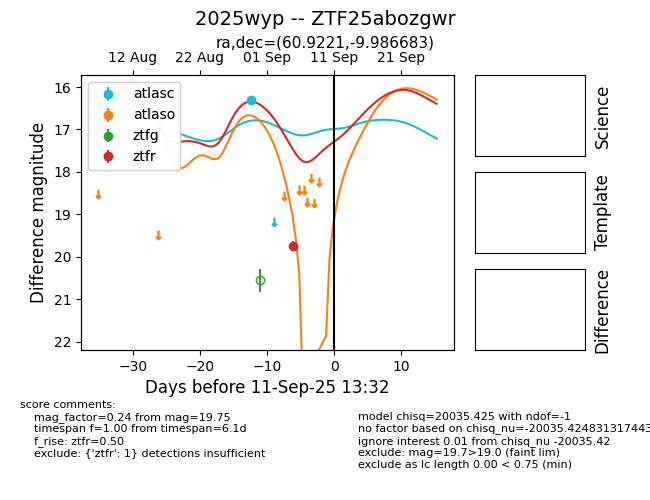 2025wyp -- ZTF25abozgwr
ra,dec=(60.9221,-9.986683)
12 Aug 22 Aug 01 Sep 11 Sep 21 Sep
atlasc
atlaso
ztfg
ztfr
16
17
18
19
20
21
22
Difference magnitude
−30 −20 −10 0 10
Days before 11-Sep-25 13:32
Science
Template
Difference
score comments:
mag_factor=0.24 from mag=19.75
timespan f=1.00 from timespan=6.1d
f_rise: ztfr=0.50
exclude: {'ztfr': 1} detections insufficient
model chisq=20035.425 with ndof=-1
no factor based on chisq_nu=-20035.424831317443
ignore interest 0.01 from chisq_nu -20035.42
exclude: mag=19.7>19.0 (faint lim)
exclude as lc length 0.00 < 0.75 (min)